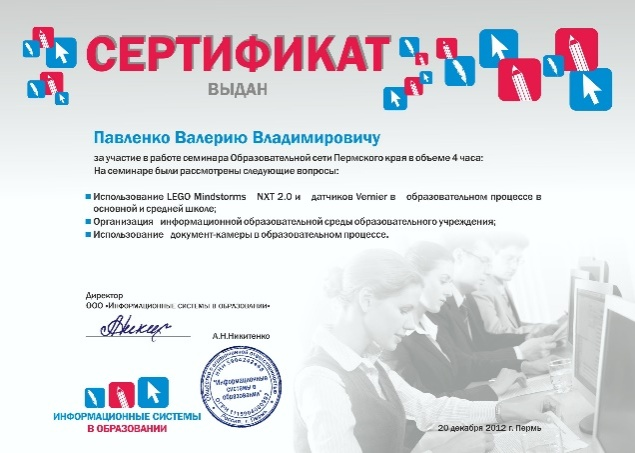 СЕРТИФИКАТ
ВЫДАН
Павленко Валерию Владимировичу
за участие в работе семинара Образовательной сети Пермского края в объеме 4 часа:
На семинаре были рассмотрены следующие вопросы:
Использование LEGO Mindstorms NXT 2.0 и датчиков Vernier в образовательном процессе в
основной и средней школе;
Организация информационной образовательной среды образовательного учреждения;
Использование документ-камеры в образовательном процессе.
Директор
ООО «Информационные системы в образовании»
А.Н.Никитенко
"Информационные
системы в
образовании"
ИНФОРМАЦИОННЫЕ СИСТЕМЫ
В ОБРАЗОВАНИИ
20 декабря 2012 г. Пермь